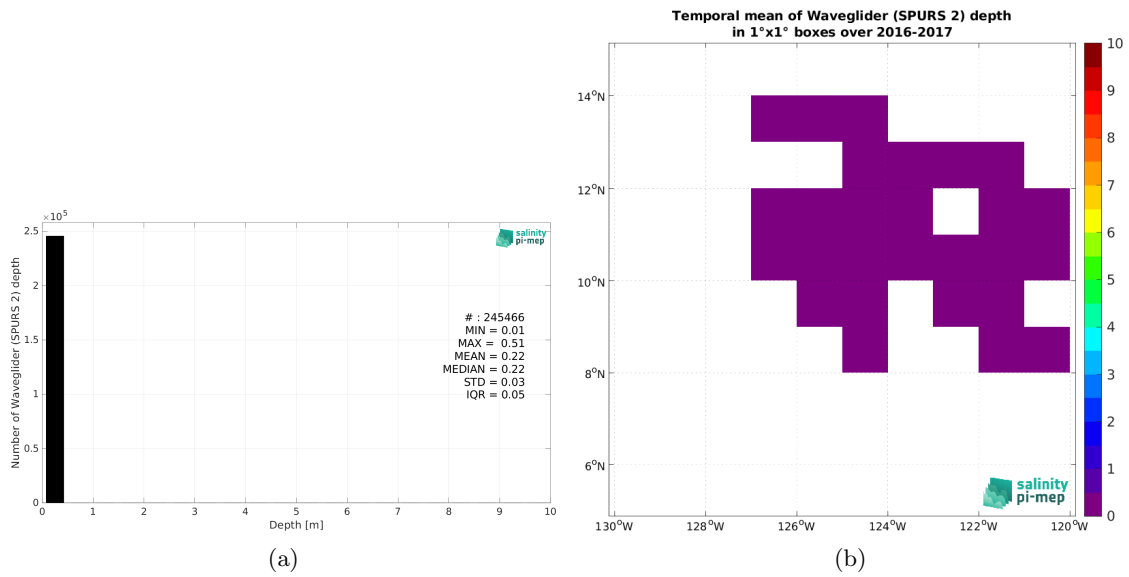 ×10⁵
2.5
2
1.5
1
0.5
0
Number of Waveglider (SPURS 2) depth
salinity
pi-mep
# : 245466
MIN = 0.01
MAX = 0.51
MEAN = 0.22
MEDIAN = 0.22
STD = 0.03
IQR = 0.05
0 1 2 3 4 5 6 7 8 9 10
Depth [m]
(a)
Temporal mean of Waveglider (SPURS 2) depth
in 1°x1° boxes over 2016-2017
14°N
12°N
10°N
8°N
6°N
130°W 128°W 126°W 124°W 122°W 120°W
salinity
pi-mep
10
9
8
7
6
5
4
3
2
1
0
(b)